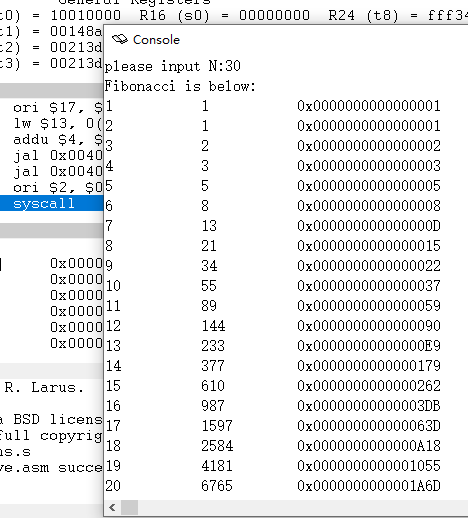 General Registers
t0) = 10010000 R16 (s0) = 00000000 R24 (t8) = fff34
t1) = 00148a
t2) = 00213d
t3) = 00213d
ori $17, $
lw $13, 0(
addu $4, $
jal 0x0040
jal 0x0040
ori $2, $0
syscall
]
0x0000
0x0000
0x0000
0x0000
0x0000
0x0000
R. Larus.
a BSD licens
full copyrig
ns.s
ve.asm succe
Console
please input N:30
Fibonacci is below:
1 1 0x0000000000000001
2 1 0x0000000000000001
3 2 0x0000000000000002
4 3 0x0000000000000003
5 5 0x0000000000000005
6 8 0x0000000000000008
7 13 0x000000000000000D
8 21 0x0000000000000015
9 34 0x0000000000000022
10 55 0x0000000000000037
11 89 0x0000000000000059
12 144 0x0000000000000090
13 233 0x00000000000000E9
14 377 0x0000000000000179
15 610 0x0000000000000262
16 987 0x00000000000003DB
17 1597 0x000000000000063D
18 2584 0x0000000000000A18
19 4181 0x0000000000001055
20 6765 0x0000000000001A6D